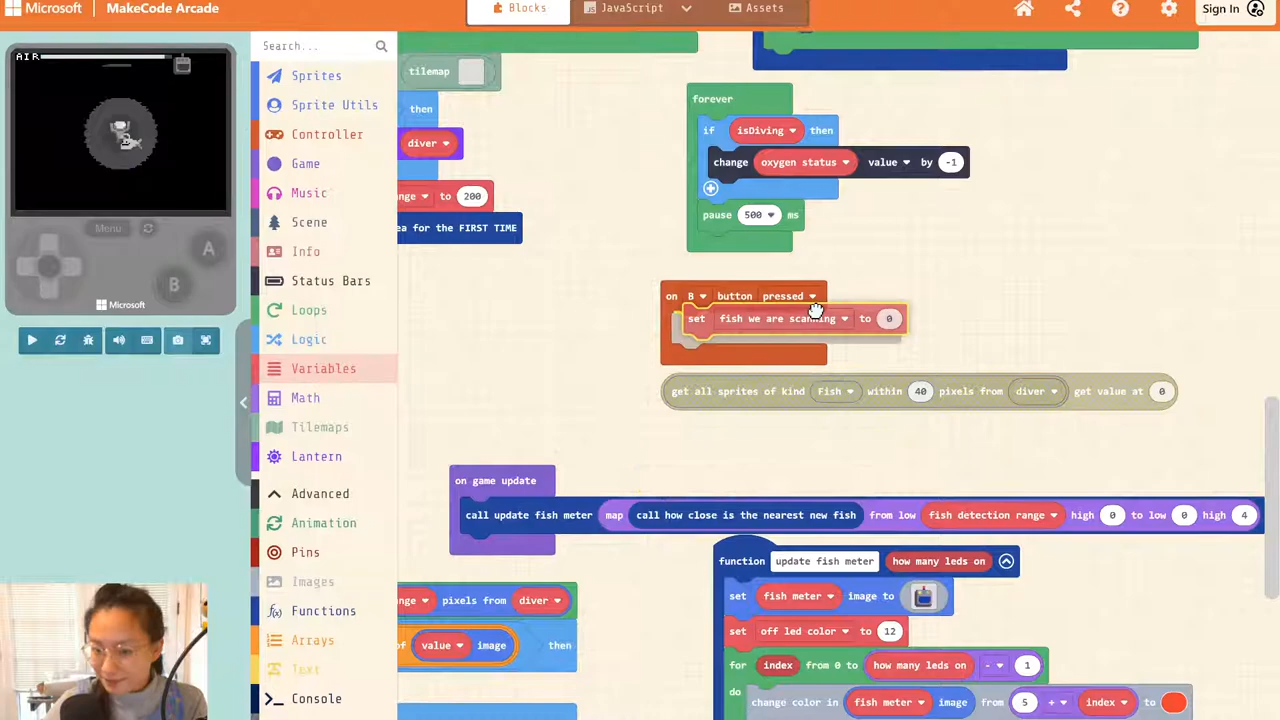 Microsoft MakeCode Arcade Blocks JavaScript Assets Sign In
AIR
Menu
A
B
Microsoft
Search...
Sprites
Sprite Utils
Controller
Game
Music
Scene
Info
Status Bars
Loops
Logic
Variables
Math
Tilemaps
Lantern
Advanced
Animation
Pins
Images
Functions
Arrays
Text
Console
tilemap
then
diver
nge to 200
ea for the FIRST TIME
forever
if isDiving then
change oxygen status value by -1
pause 500 ms
on B button pressed
set fish we are scanning to 0
get all sprites of kind Fish within 40 pixels from diver get value at 0
on game update
call update fish meter map call how close is the nearest new fish from low fish detection range high 0 to low 0 high 4
nge pixels from diver
of value image then
function update fish meter how many leds on
set fish meter image to
set off led color to 12
for index from 0 to how many leds on - 1
do change color in fish meter image from 5 + index to